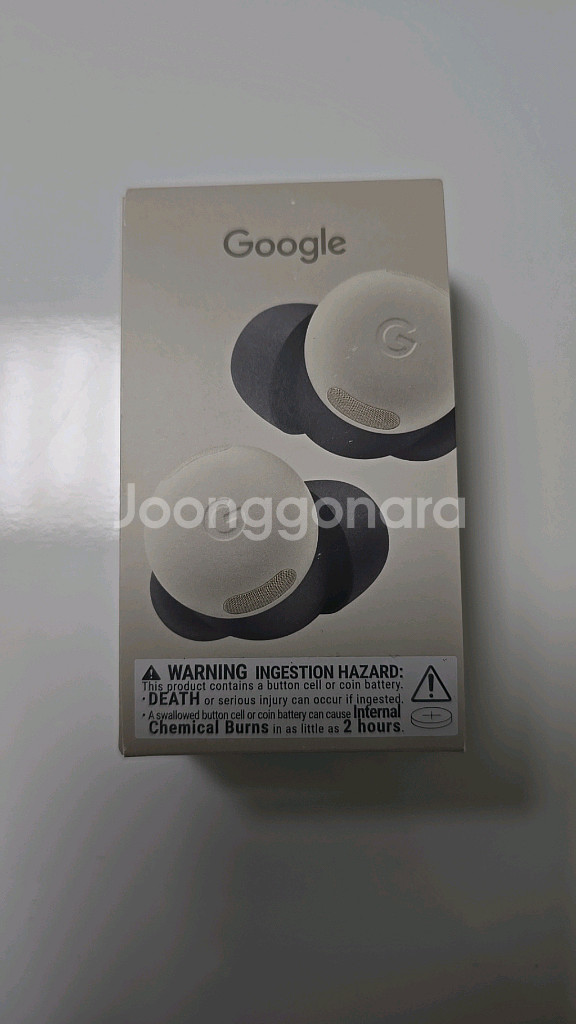 Google
G
G
Joonggonara
WARNING INGESTION HAZARD:
This product contains a button cell or coin battery.
• DEATH or serious injury can occur if ingested.
• A swallowed button cell or coin battery can cause Internal
Chemical Burns in as little as 2 hours.